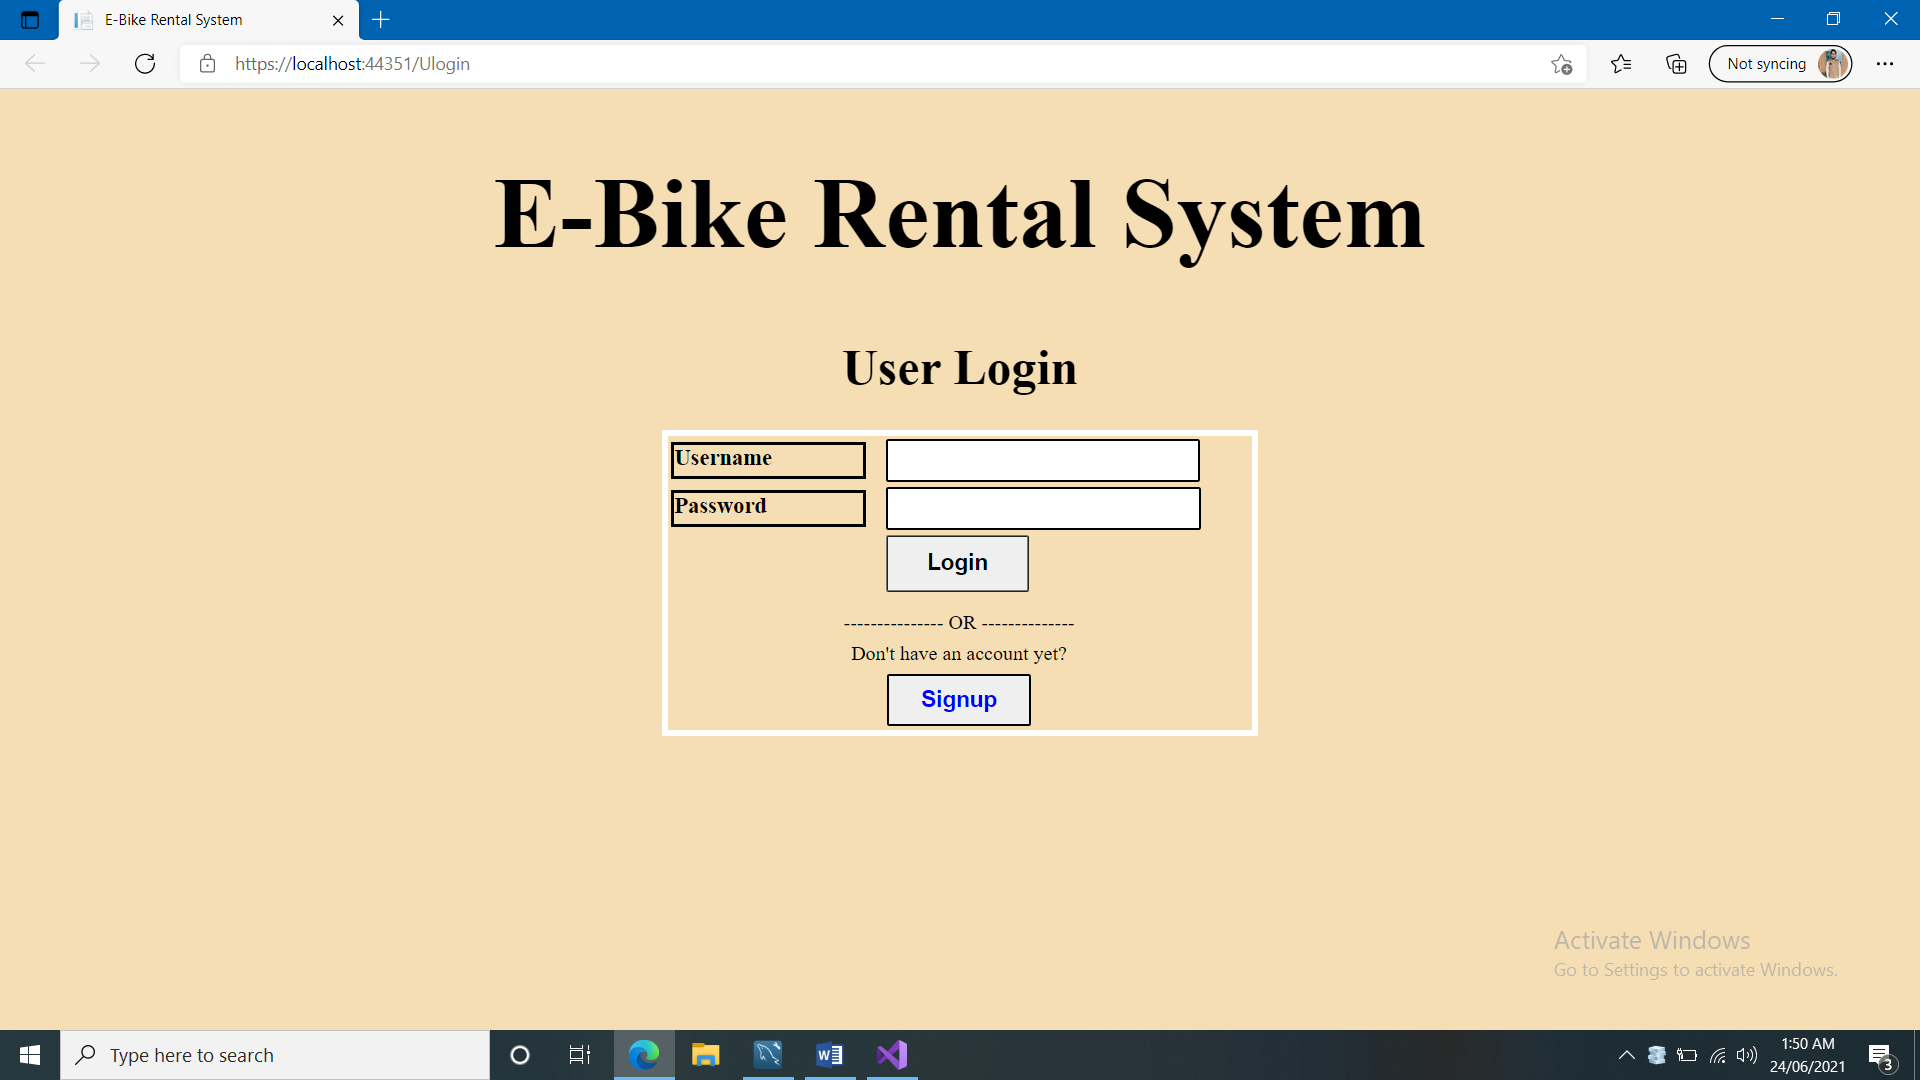 E-Bike Rental System
https://localhost:44351/Ulogin
Not syncing
E-Bike Rental System
User Login
Username
Password
Login
--------------- OR --------------
Don't have an account yet?
Signup
Activate Windows
Go to Settings to activate Windows.
Type here to search
1:50 AM
24/06/2021
3